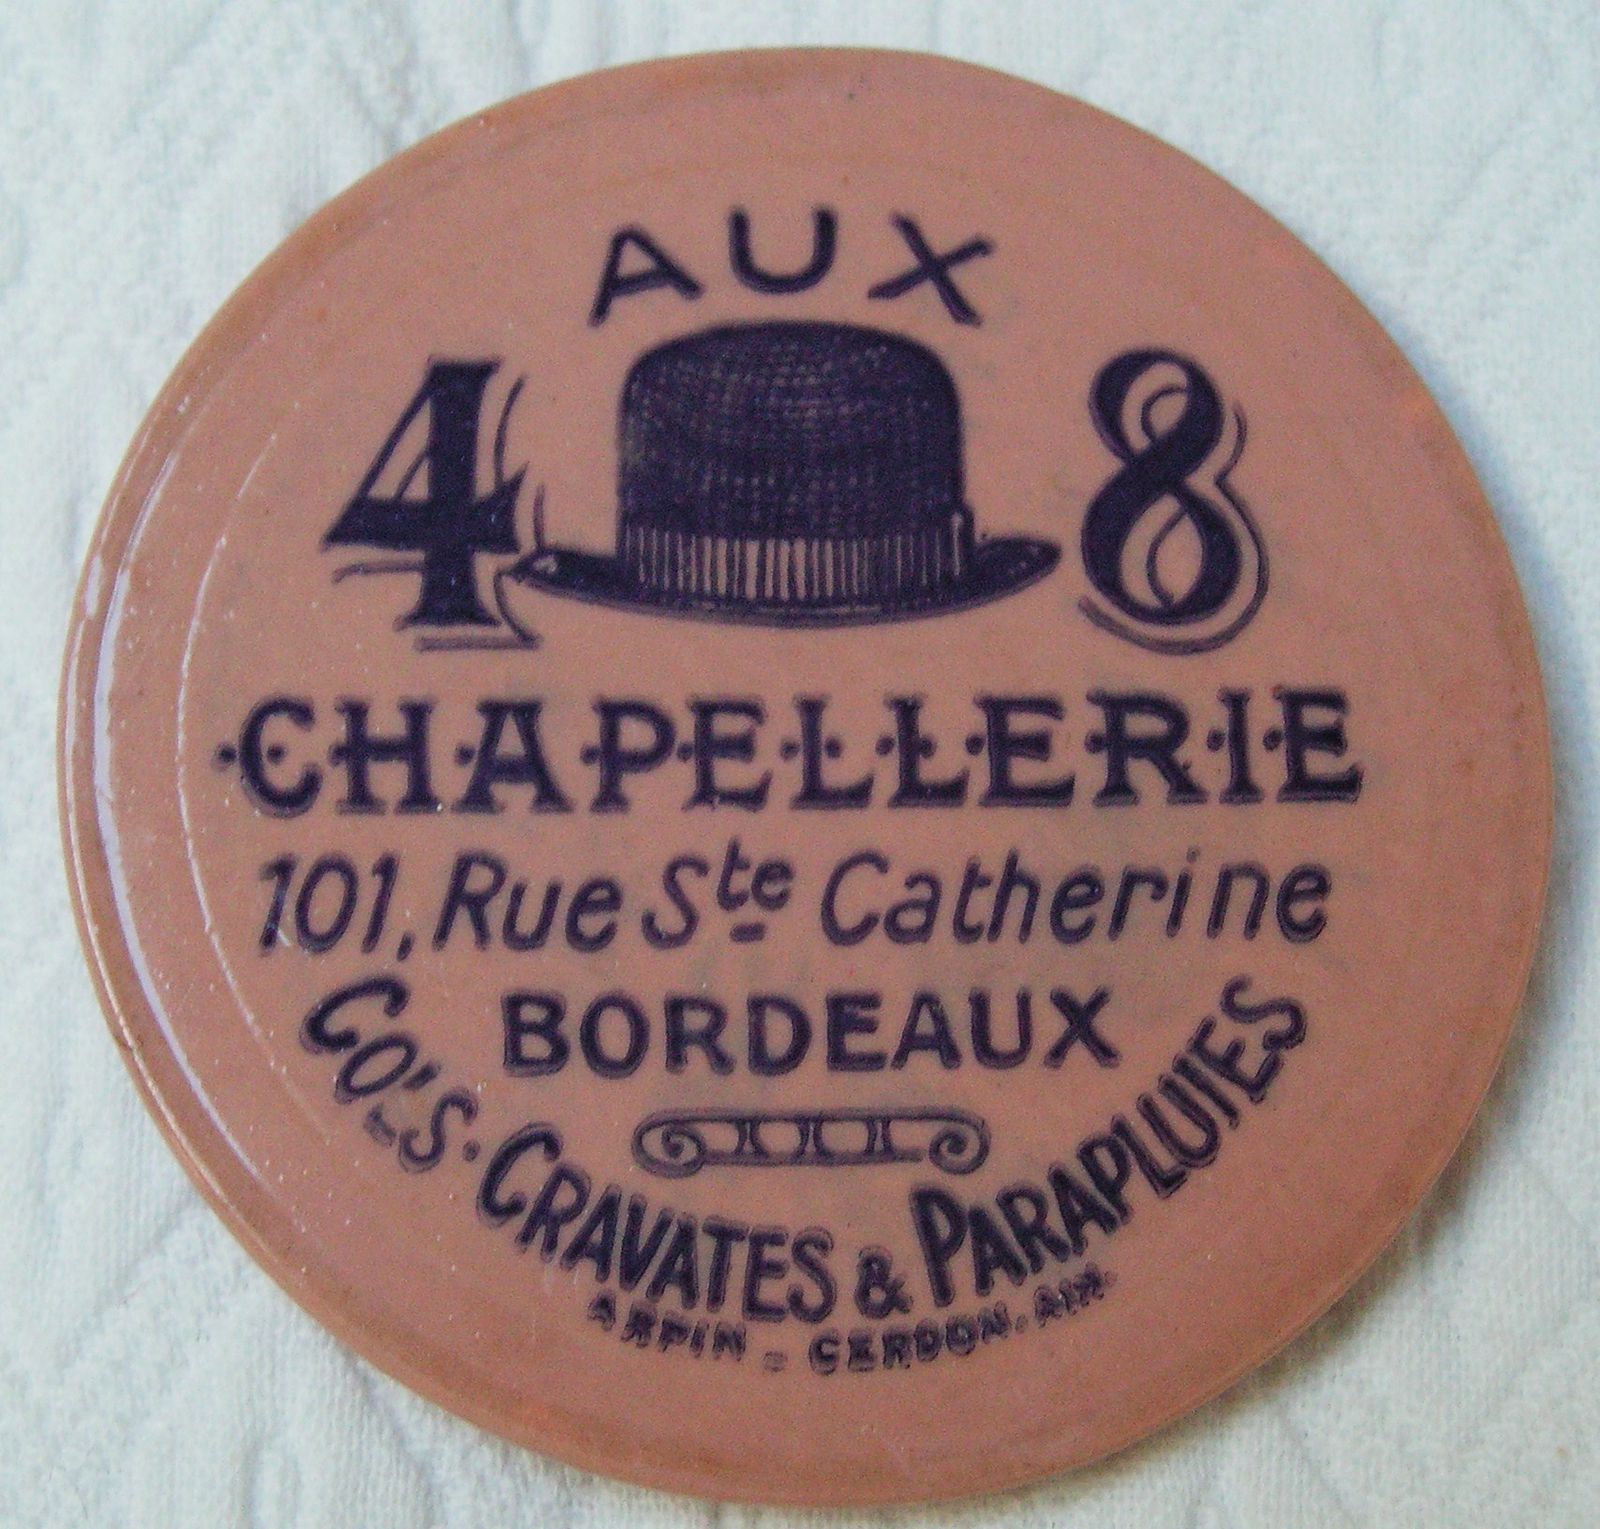 AUX
4 8
CHAPELLERIE
101, Rue Ste Catherine
BORDEAUX
COLS · CRAVATES & PARAPLUIES
ARPIN - CERDON. AIN.